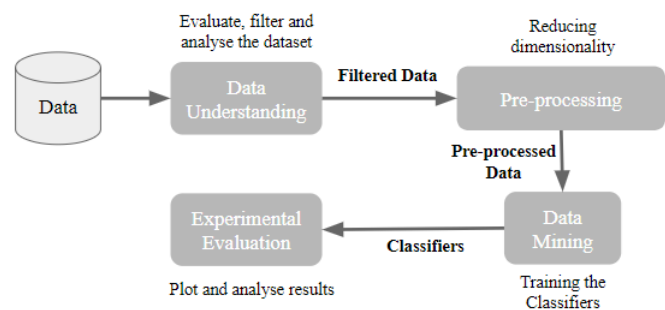 Evaluate, filter and
analyse the dataset
Reducing
dimensionality
Data
Data
Understanding
Filtered Data
Pre-processing
Pre-processed
Data
Experimental
Evaluation
Classifiers
Data
Mining
Plot and analyse results
Training the
Classifiers